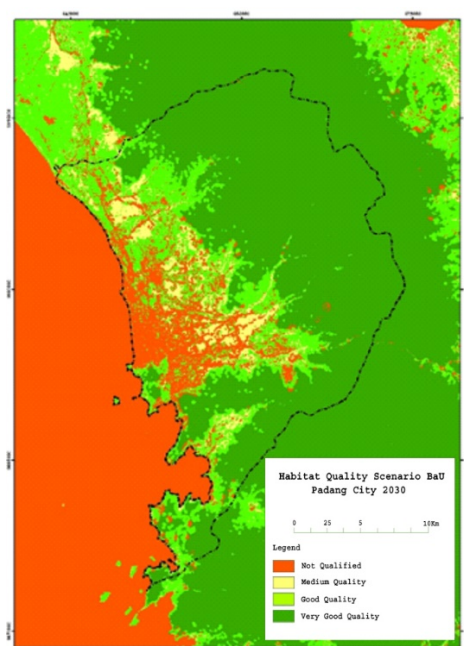 Habitat Quality Scenario BaU
Padang City 2030
0 25 5 10Km
Legend
Not Qualified
Medium Quality
Good Quality
Very Good Quality